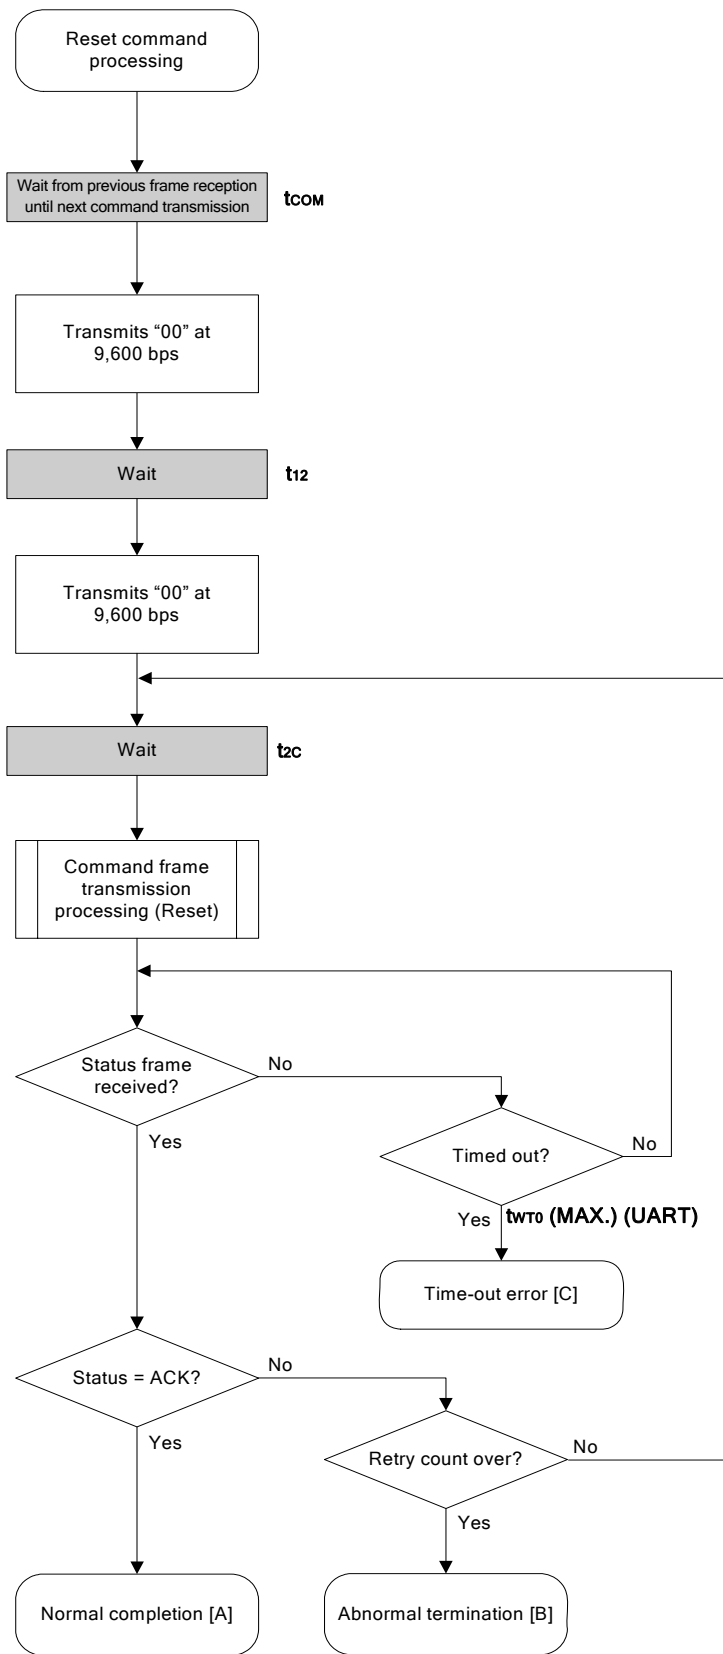 Reset command
processing
Wait from previous frame reception
until next command transmission
tCOM
Transmits “00” at
9,600 bps
Wait
t12
Transmits “00” at
9,600 bps
Wait
t2C
Command frame
transmission
processing (Reset)
Status frame
received?
No
Yes
Timed out?
No
Yes
tWT0 (MAX.) (UART)
Time-out error [C]
Status = ACK?
No
Yes
Retry count over?
No
Yes
Normal completion [A]
Abnormal termination [B]